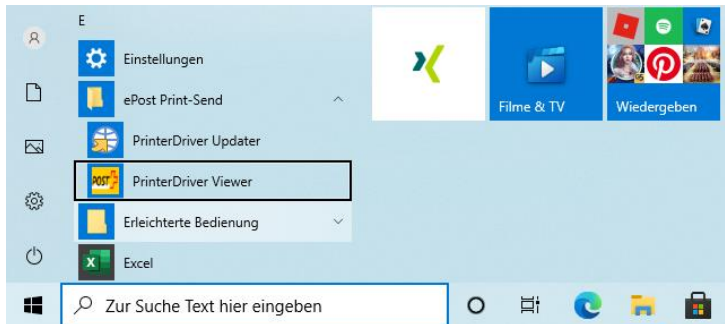 E
Einstellungen
ePost Print-Send
PrinterDriver Updater
POST PrinterDriver Viewer
Erleichterte Bedienung
Excel
Filme & TV
Wiedergeben
Zur Suche Text hier eingeben